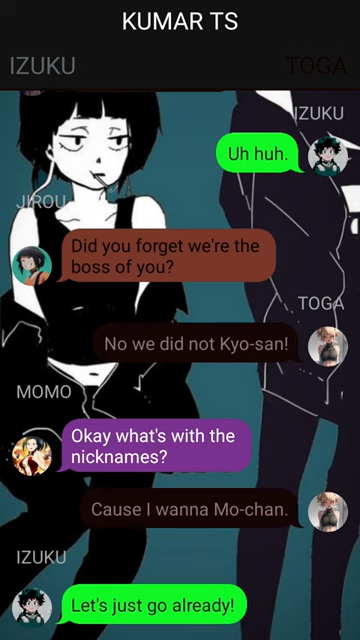 KUMAR TS
IZUKU
TOGA
IZUKU
Uh huh.
JIROU
Did you forget we're the
boss of you?
TOGA
No we did not Kyo-san!
MOMO
Okay what's with the
nicknames?
Cause I wanna Mo-chan.
IZUKU
Let's just go already!